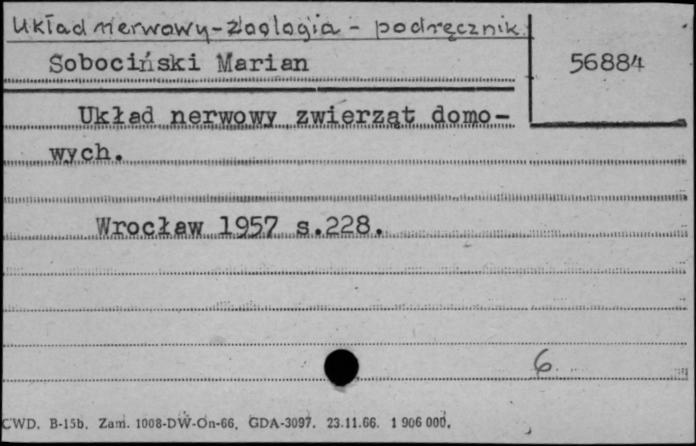 Układ nerwowy-Zoologia - podręcznik
Sobociński Marian
56884
Układ nerwowy zwierząt domo-
wych.
Wrocław 1957 s.228.
6
CWD. B-15b. Zam. 1008-DW-On-66. GDA-3097. 23.11.66. 1 906 000.